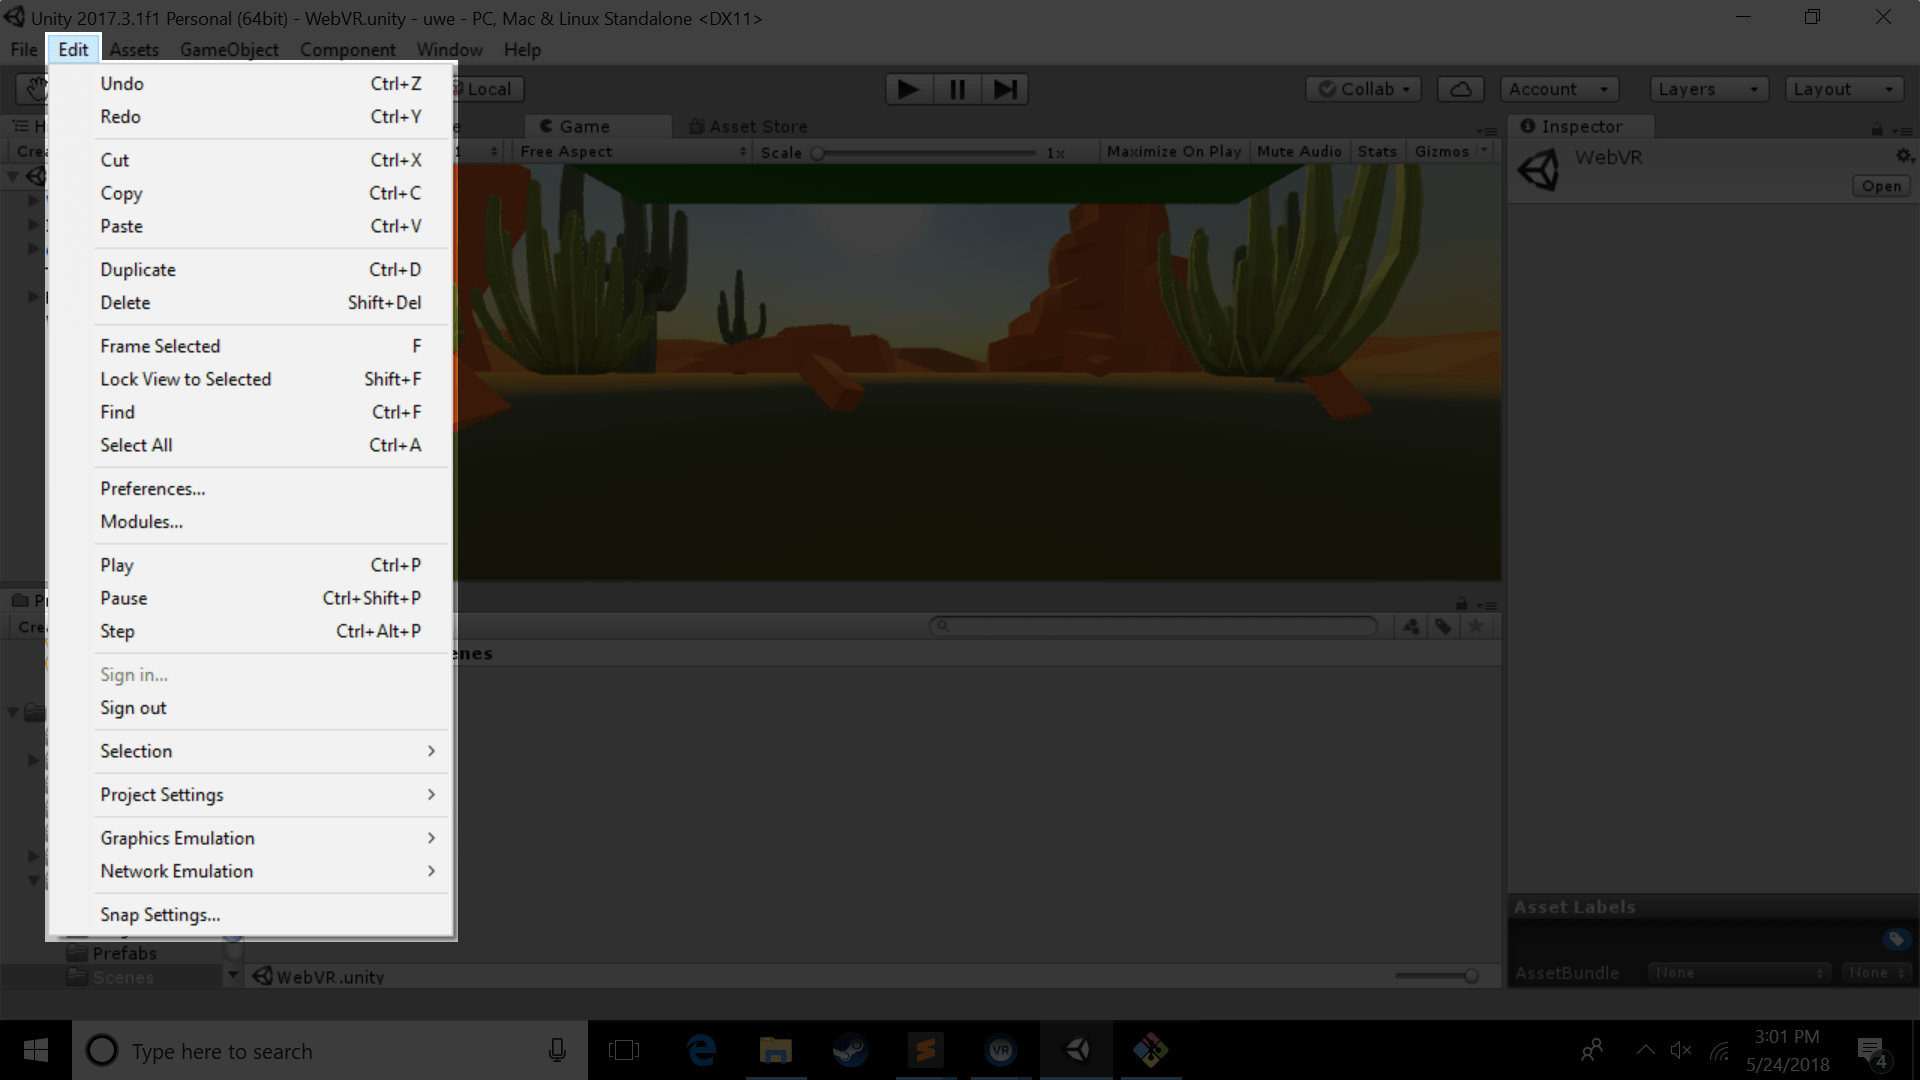 Unity 2017.3.1f1 Personal (64bit) - WebVR.unity - uwe - PC, Mac & Linux Standalone <DX11>
File Edit Assets GameObject Component Window Help
Undo Ctrl+Z
Redo Ctrl+Y
Cut Ctrl+X
Copy Ctrl+C
Paste Ctrl+V
Duplicate Ctrl+D
Delete Shift+Del
Frame Selected F
Lock View to Selected Shift+F
Find Ctrl+F
Select All Ctrl+A
Preferences...
Modules...
Play Ctrl+P
Pause Ctrl+Shift+P
Step Ctrl+Alt+P
Sign in...
Sign out
Selection
Project Settings
Graphics Emulation
Network Emulation
Snap Settings...
Local
Collab Account Layers Layout
Game Asset Store
Free Aspect Scale 1x Maximize On Play Mute Audio Stats Gizmos
Inspector
WebVR
Open
Prefabs
Scenes
WebVR.unity
Asset Labels
AssetBundle None None
Type here to search
VR
3:01 PM
5/24/2018
4